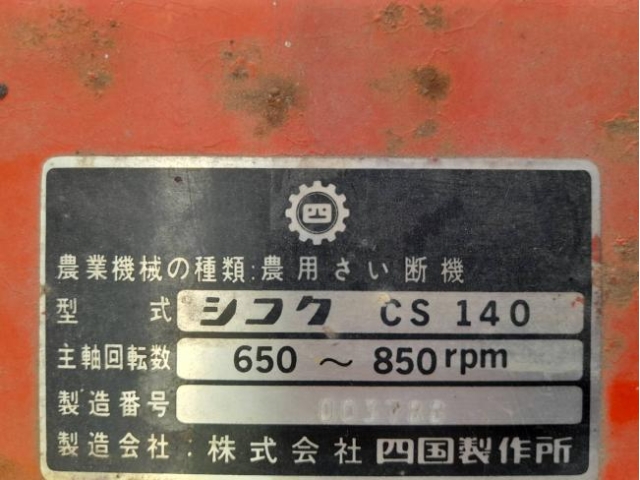 四
農業機械の種類:農用さい断機
型式 シコク CS 140
主軸回転数 650 ～ 850rpm
製造番号
製造会社:株式会社 四国製作所